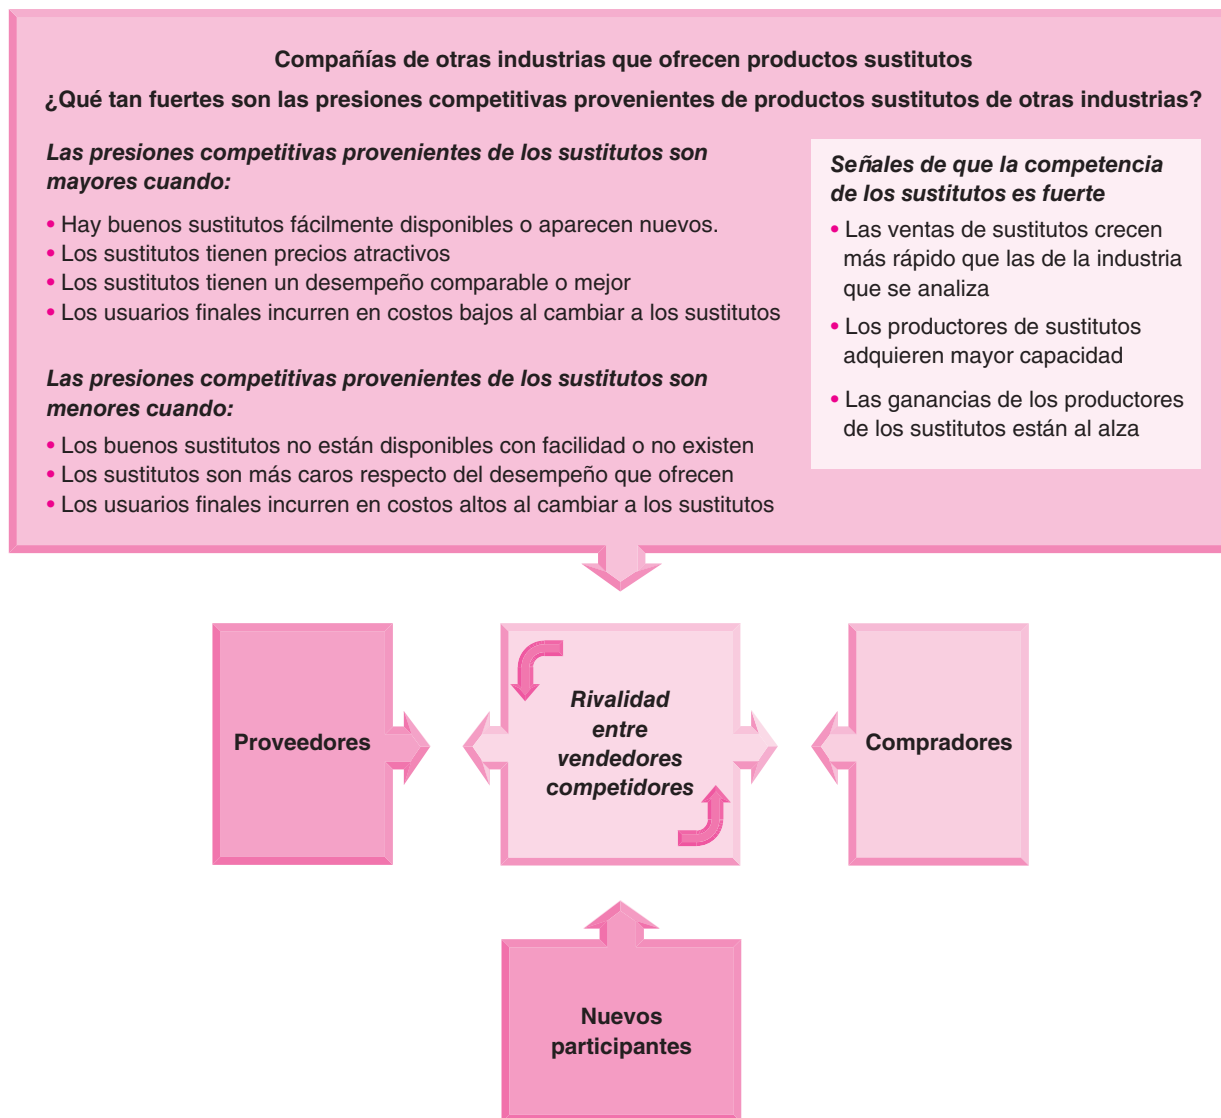 Compañías de otras industrias que ofrecen productos sustitutos
¿Qué tan fuertes son las presiones competitivas provenientes de productos sustitutos de otras industrias?
Las presiones competitivas provenientes de los sustitutos son
mayores cuando:
• Hay buenos sustitutos fácilmente disponibles o aparecen nuevos.
• Los sustitutos tienen precios atractivos
• Los sustitutos tienen un desempeño comparable o mejor
• Los usuarios finales incurren en costos bajos al cambiar a los sustitutos
Las presiones competitivas provenientes de los sustitutos son
menores cuando:
• Los buenos sustitutos no están disponibles con facilidad o no existen
• Los sustitutos son más caros respecto del desempeño que ofrecen
• Los usuarios finales incurren en costos altos al cambiar a los sustitutos
Señales de que la competencia
de los sustitutos es fuerte
• Las ventas de sustitutos crecen
más rápido que las de la industria
que se analiza
• Los productores de sustitutos
adquieren mayor capacidad
• Las ganancias de los productores
de los sustitutos están al alza
Proveedores
Rivalidad
entre
vendedores
competidores
Compradores
Nuevos
participantes